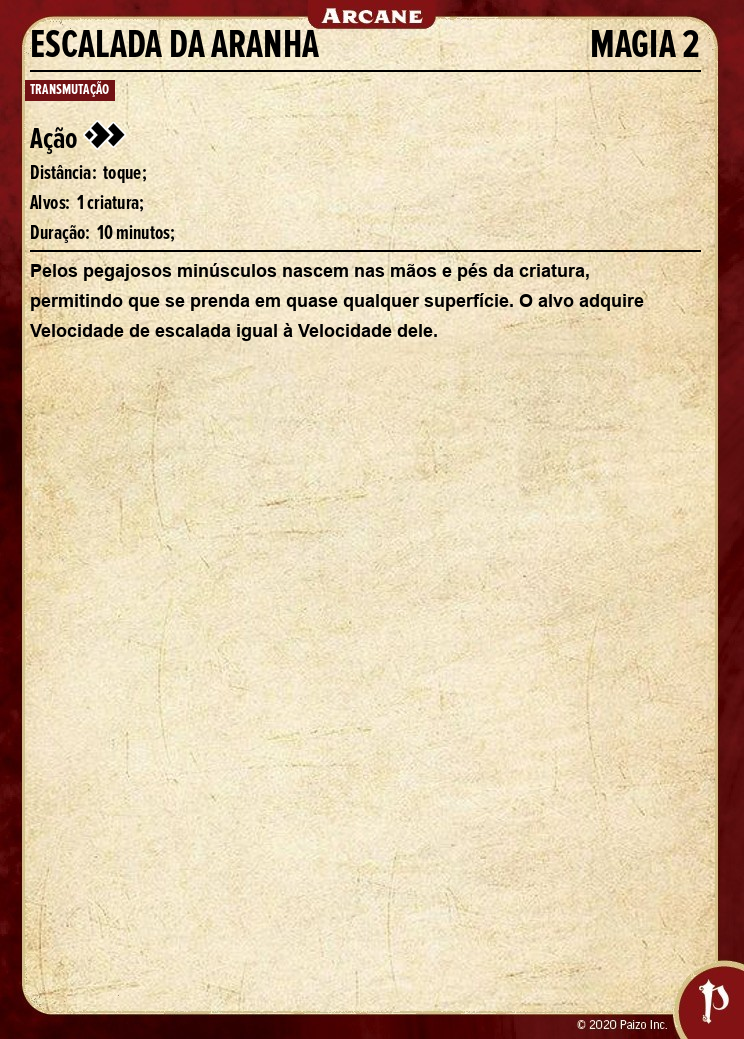 ARCANE
ESCALADA DA ARANHA MAGIA 2
TRANSMUTAÇÃO
Ação
Distância: toque;
Alvos: 1 criatura;
Duração: 10 minutos;
Pelos pegajosos minúsculos nascem nas mãos e pés da criatura,
permitindo que se prenda em quase qualquer superfície. O alvo adquire
Velocidade de escalada igual à Velocidade dele.
© 2020 Paizo Inc.
P